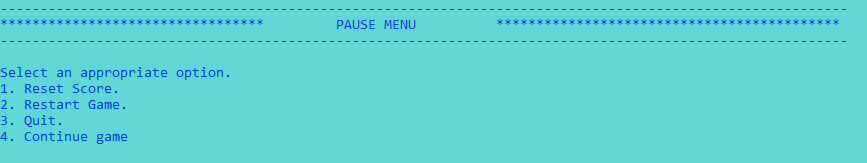 ----------------------------------------------------------------------------------------------------------
*********************************         PAUSE MENU          *******************************************
----------------------------------------------------------------------------------------------------------
Select an appropriate option.
1. Reset Score.
2. Restart Game.
3. Quit.
4. Continue game